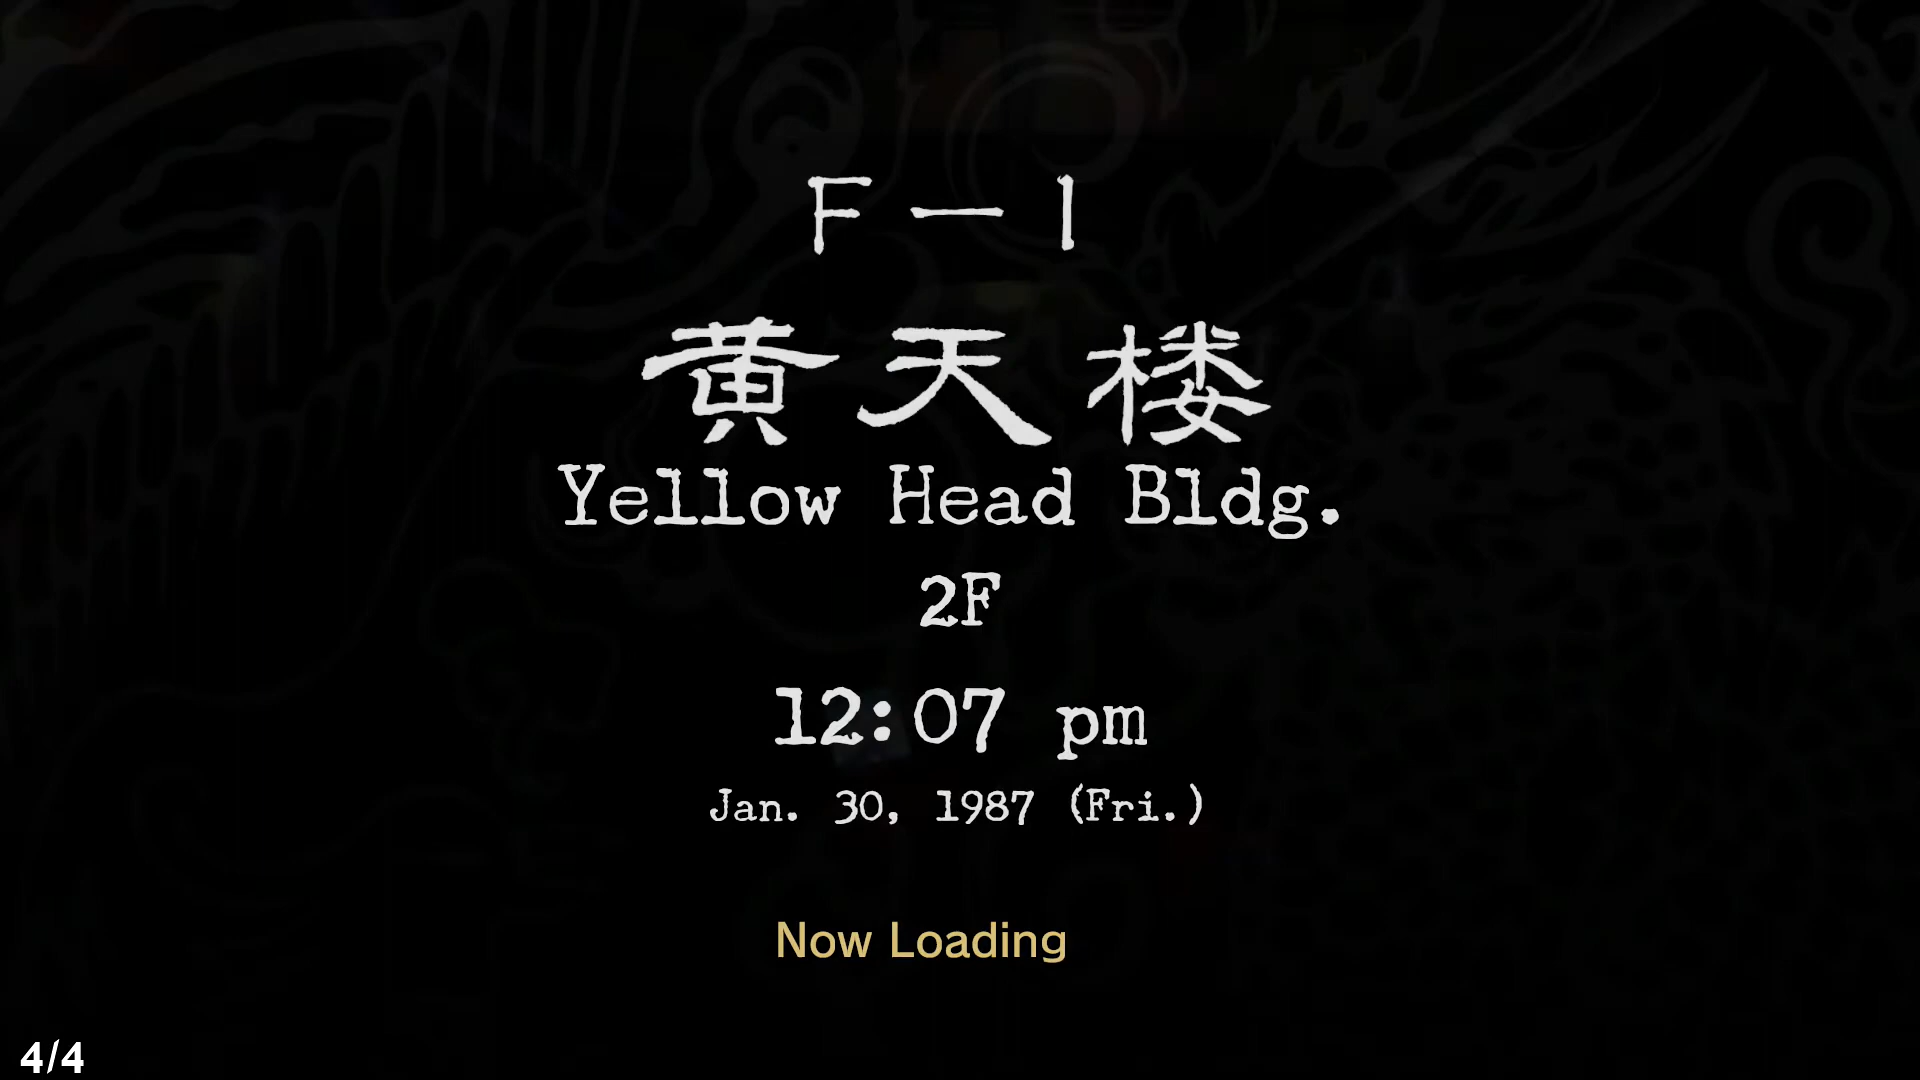 F－1
黄天楼
Yellow Head Bldg.
2F
12:07 pm
Jan. 30, 1987 (Fri.)
Now Loading
4/4